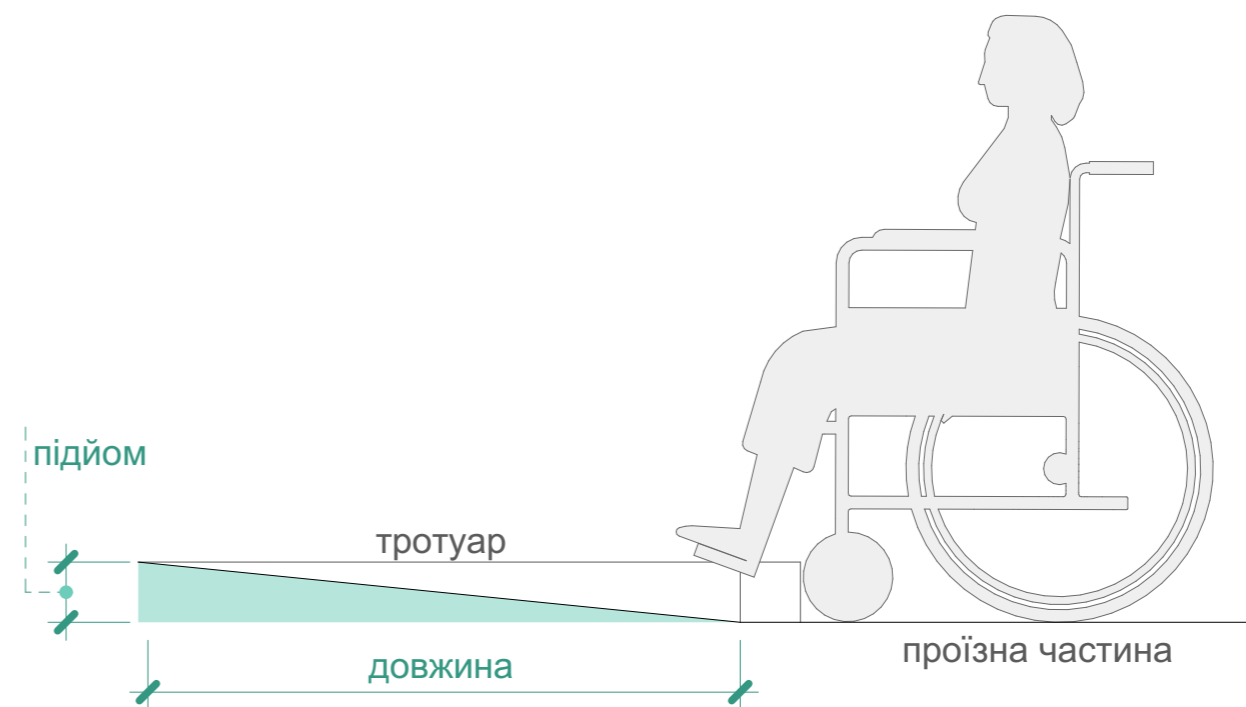 підйом
тротуар
проїзна частина
довжина